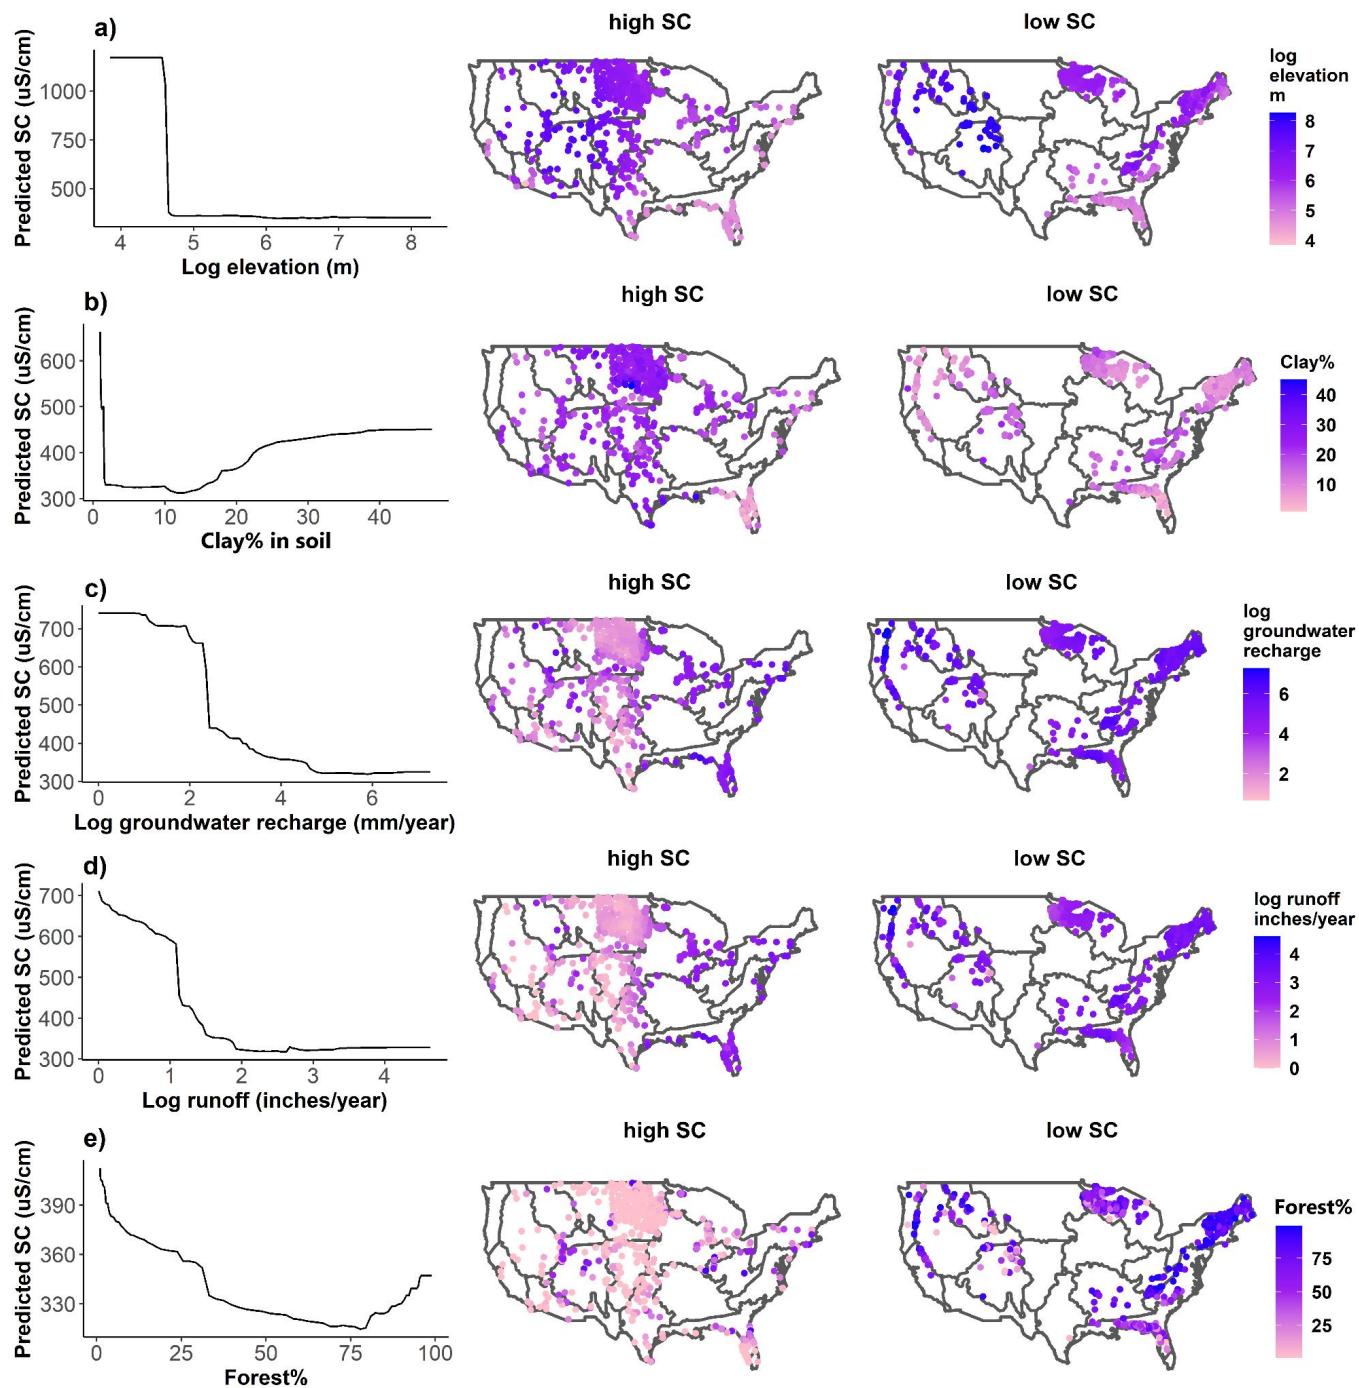 a)
high SC
low SC
Predicted SC (uS/cm)
1000
750
500
4 5 6 7 8
Log elevation (m)
log
elevation
m
8
7
6
5
4
b)
high SC
low SC
Predicted SC (uS/cm)
600
500
400
300
0 10 20 30 40
Clay% in soil
Clay%
40
30
20
10
c)
high SC
low SC
Predicted SC (uS/cm)
700
600
500
400
300
0 2 4 6
Log groundwater recharge (mm/year)
log
groundwater
recharge
6
4
2
d)
high SC
low SC
Predicted SC (uS/cm)
700
600
500
400
300
0 1 2 3 4
Log runoff (inches/year)
log runoff
inches/year
4
3
2
1
0
e)
high SC
low SC
Predicted SC (uS/cm)
390
360
330
0 25 50 75 100
Forest%
Forest%
75
50
25